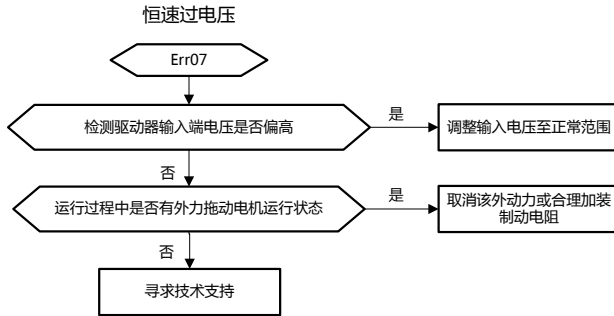 恒速过电压
Err07
检测驱动器输入端电压是否偏高
是
调整输入电压至正常范围
否
运行过程中是否有外力拖动电机运行状态
是
取消该外动力或合理加装
制动电阻
否
寻求技术支持